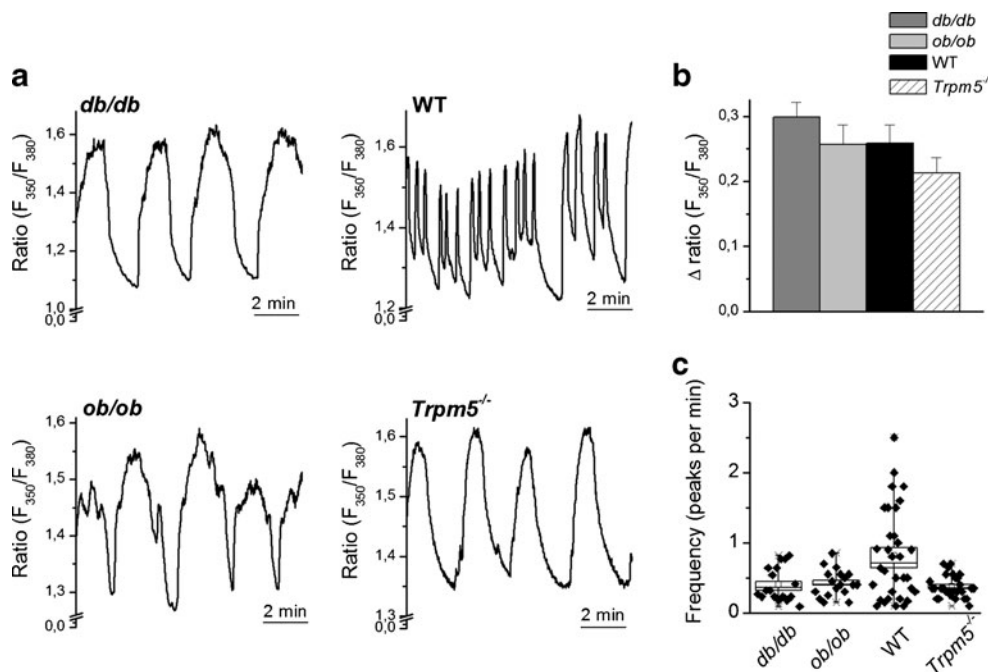 a
db/db
Ratio (F350/F380)
1,6
1,4
1,2
1,0
0,0
2 min
WT
Ratio (F350/F380)
1,6
1,4
1,2
0,0
2 min
ob/ob
Ratio (F350/F380)
1,6
1,5
1,4
1,3
0,0
2 min
Trpm5-/-
Ratio (F350/F380)
1,6
1,5
1,4
1,3
0,0
2 min
db/db
ob/ob
WT
Trpm5-/
b
Δ ratio (F350/F380)
0,3
0,2
0,1
0,0
c
Frequency (peaks per min)
3
2
1
0
db/db
ob/ob
WT
Trpm5-/-